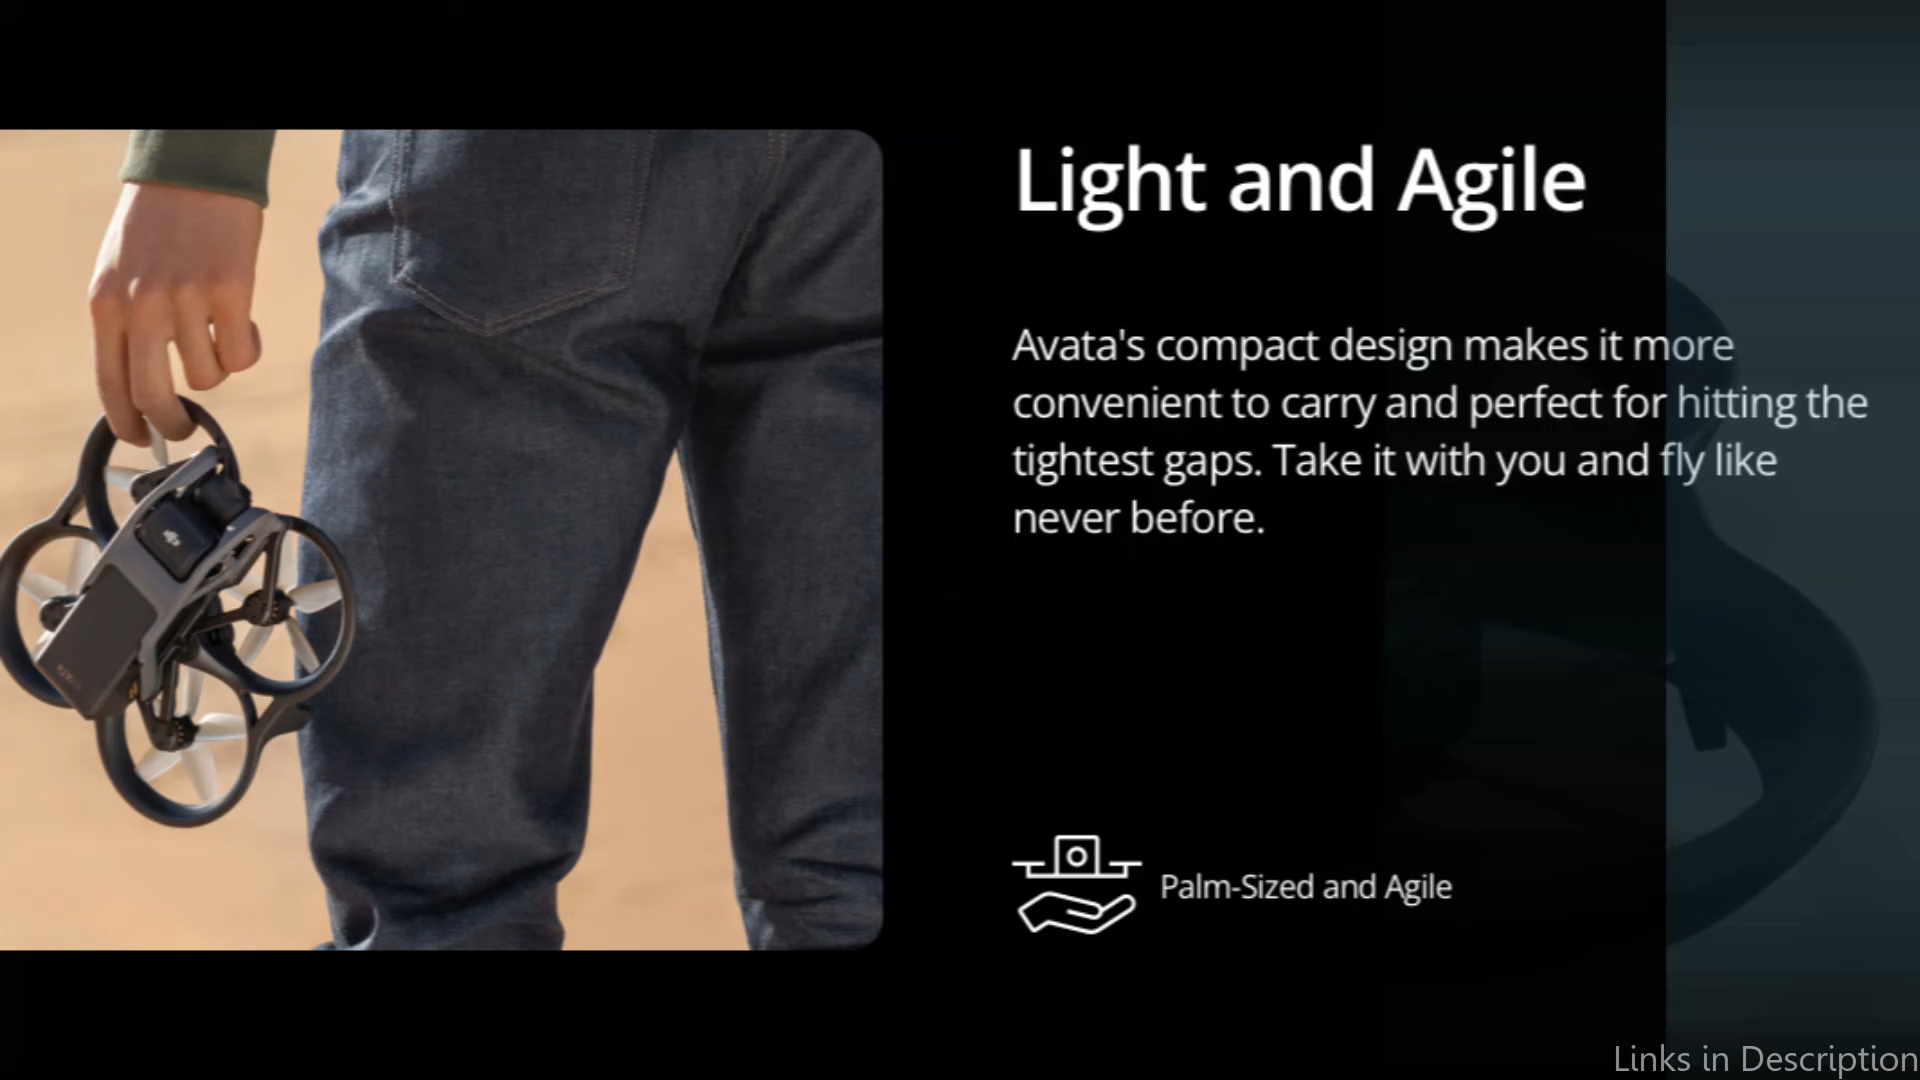 Light and Agile
Avata's compact design makes it more
convenient to carry and perfect for hitting the
tightest gaps. Take it with you and fly like
never before.
Palm-Sized and Agile
Links in Description